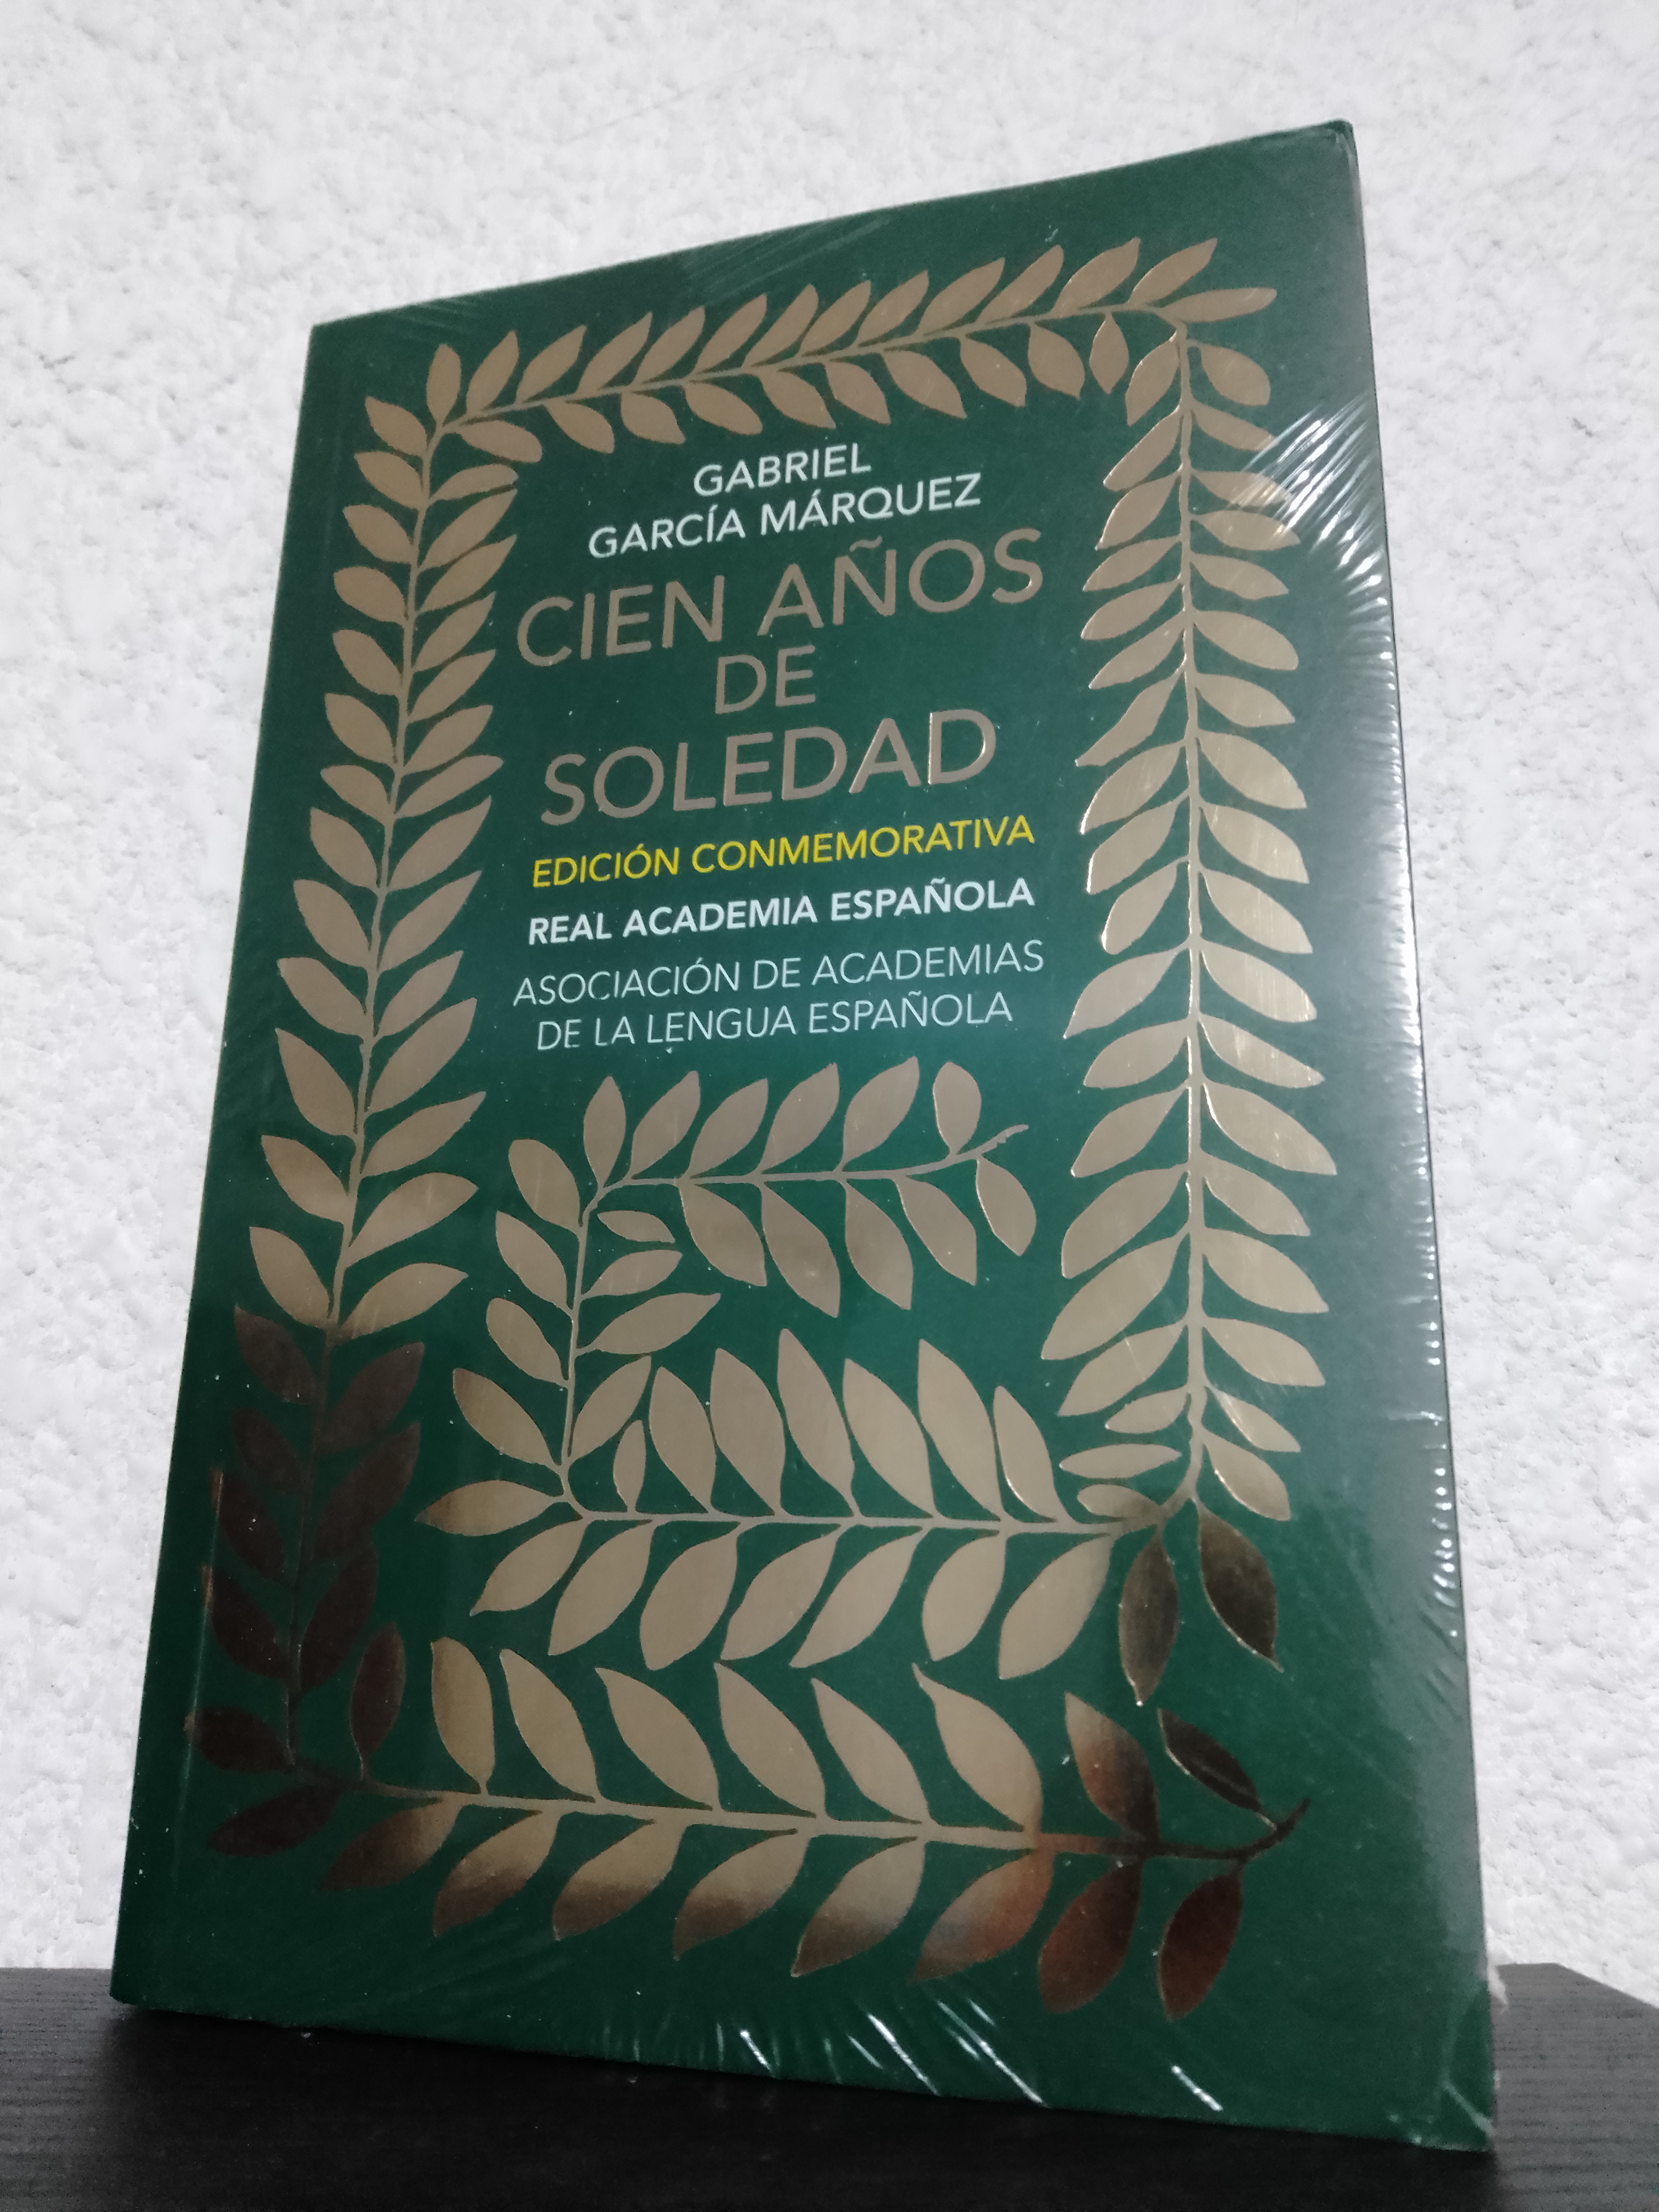 GABRIEL
GARCÍA MÁRQUEZ
CIEN AÑOS
DE
SOLEDAD
EDICIÓN CONMEMORATIVA
REAL ACADEMIA ESPAÑOLA
ASOCIACIÓN DE ACADEMIAS
DE LA LENGUA ESPAÑOLA